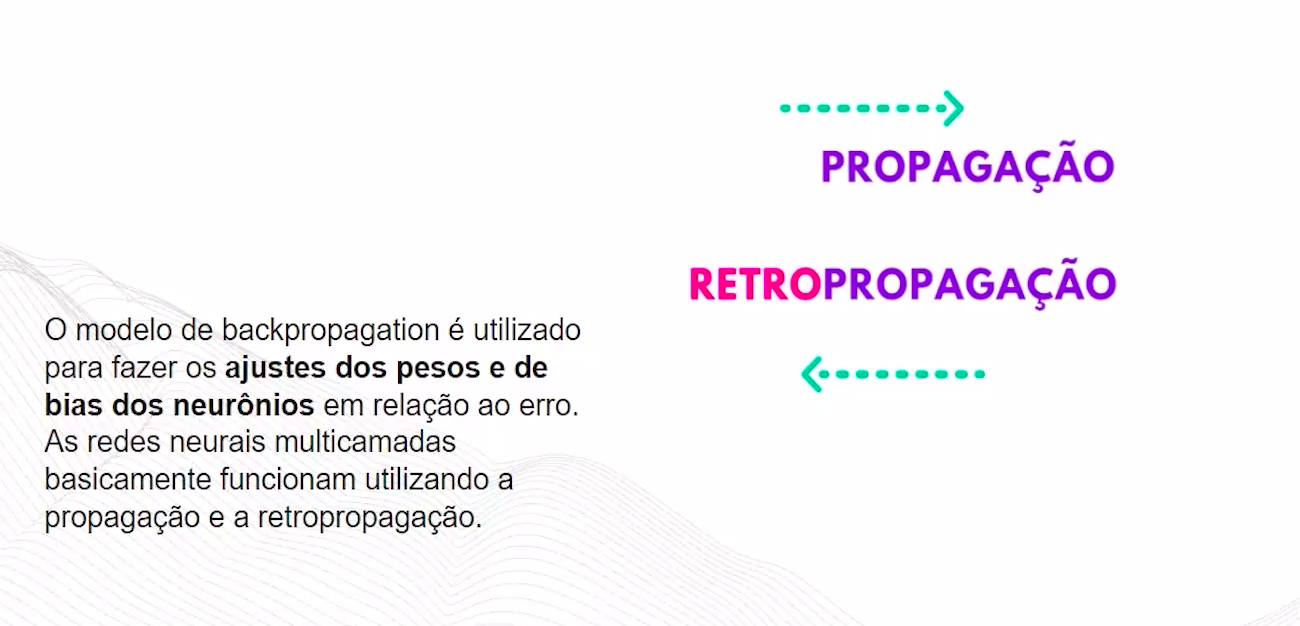 PROPAGAÇÃO
RETROPROPAGAÇÃO
O modelo de backpropagation é utilizado
para fazer os ajustes dos pesos e de
bias dos neurônios em relação ao erro.
As redes neurais multicamadas
basicamente funcionam utilizando a
propagação e a retropropagação.